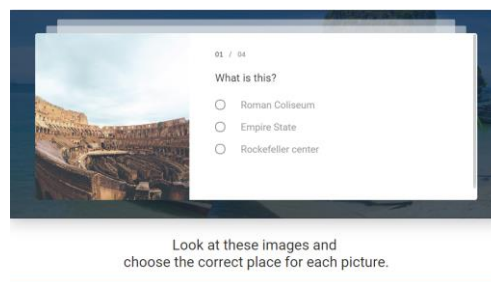 01 / 04
What is this?
Roman Coliseum
Empire State
Rockefeller center
Look at these images and
choose the correct place for each picture.